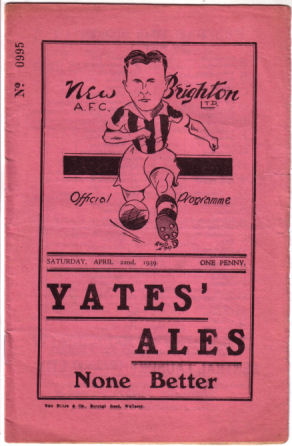 No 0995
New Brighton
A.F.C. LTD.
Official Programme
SATURDAY, APRIL 22nd, 1939. ONE PENNY.
YATES'
ALES
None Better